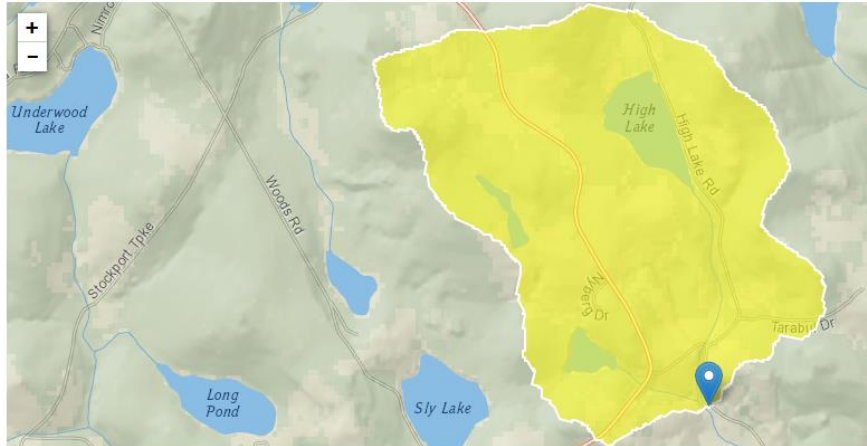 +
−
Nimro
Underwood
Lake
Stockport Tpke
Woods Rd
Long
Pond
Sly Lake
High
Lake
High Lake Rd
Nyberg
Dr
Tarabul Dr